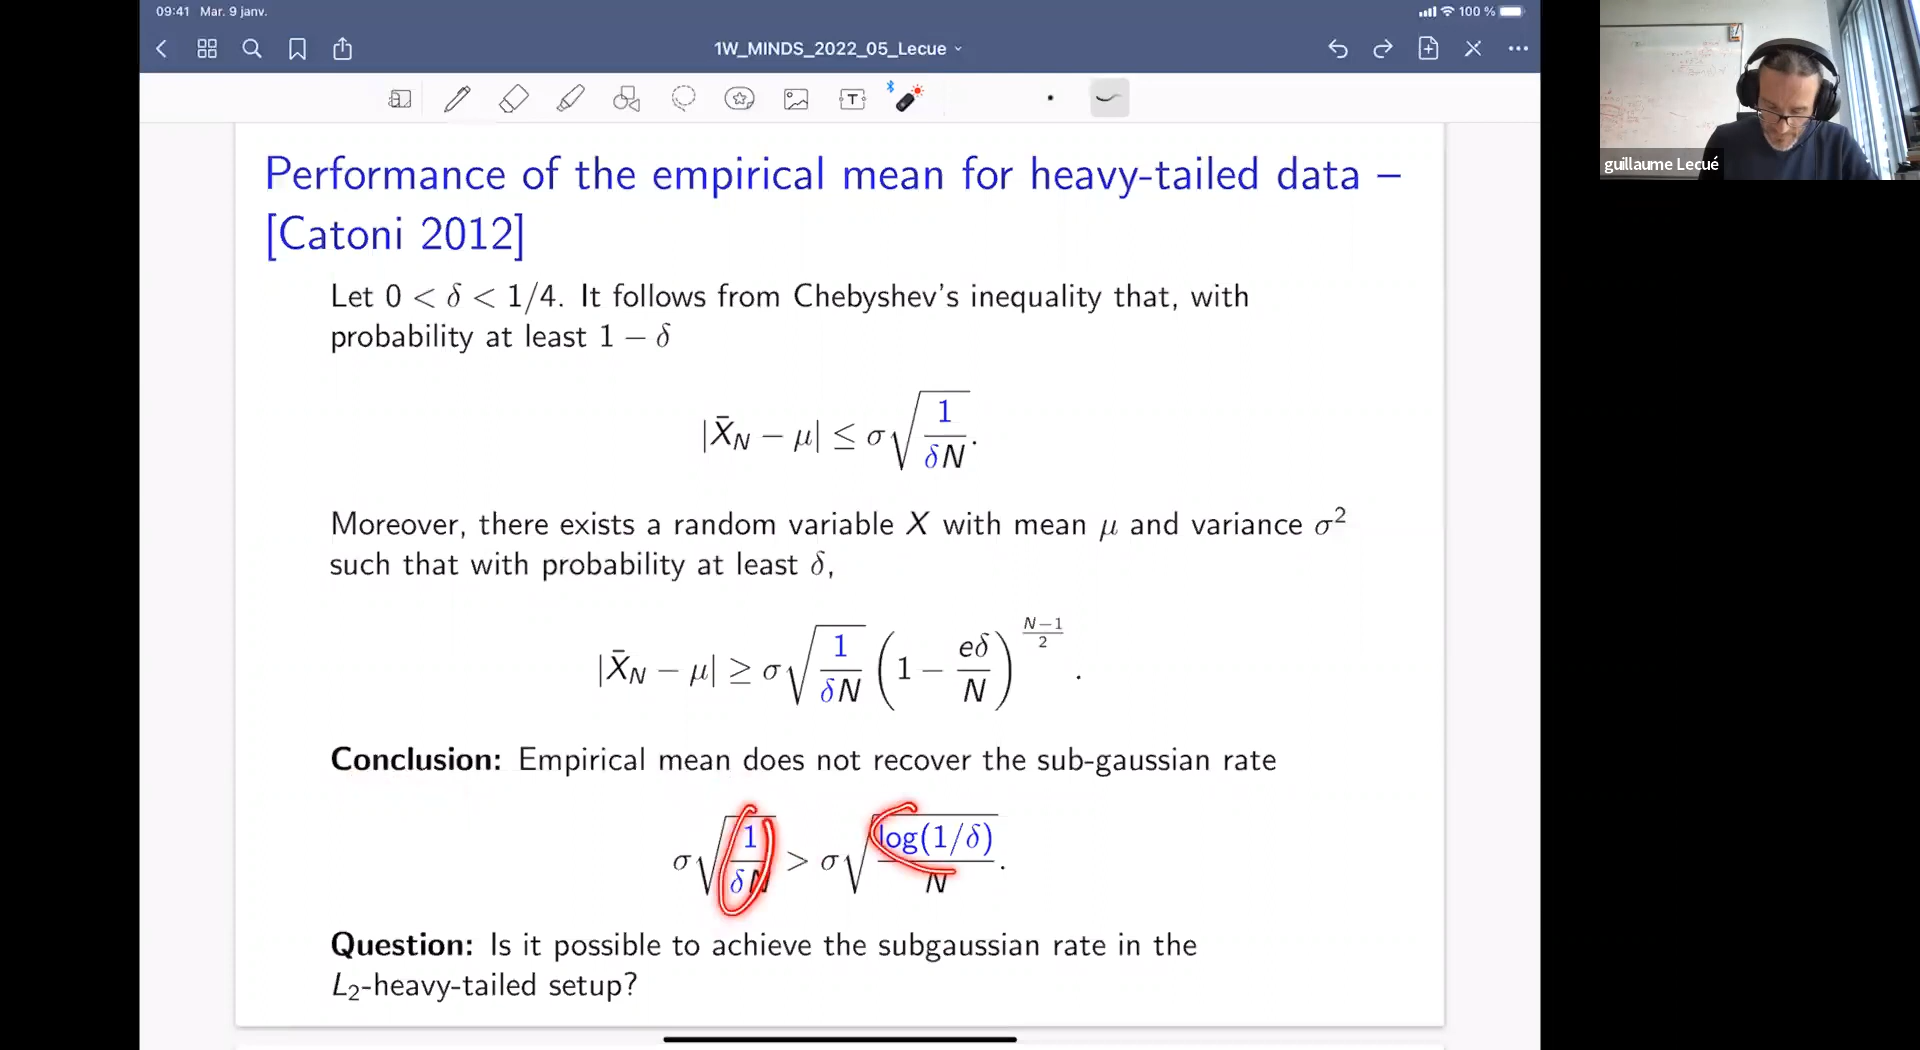 09:41 Mar. 9 janv.
100 %
1W_MINDS_2022_05_Lecue
T
guillaume Lecué
Performance of the empirical mean for heavy-tailed data –
[Catoni 2012]
Let 0 < δ < 1/4. It follows from Chebyshev's inequality that, with
probability at least 1 − δ
|X̄_N − μ| ≤ σ√(1/(δN)).
Moreover, there exists a random variable X with mean μ and variance σ²
such that with probability at least δ,
|X̄_N − μ| ≥ σ√(1/(δN)) (1 − eδ/N)^((N−1)/2).
Conclusion: Empirical mean does not recover the sub-gaussian rate
σ√(1/(δN)) > σ√(log(1/δ)/N).
Question: Is it possible to achieve the subgaussian rate in the
L₂-heavy-tailed setup?